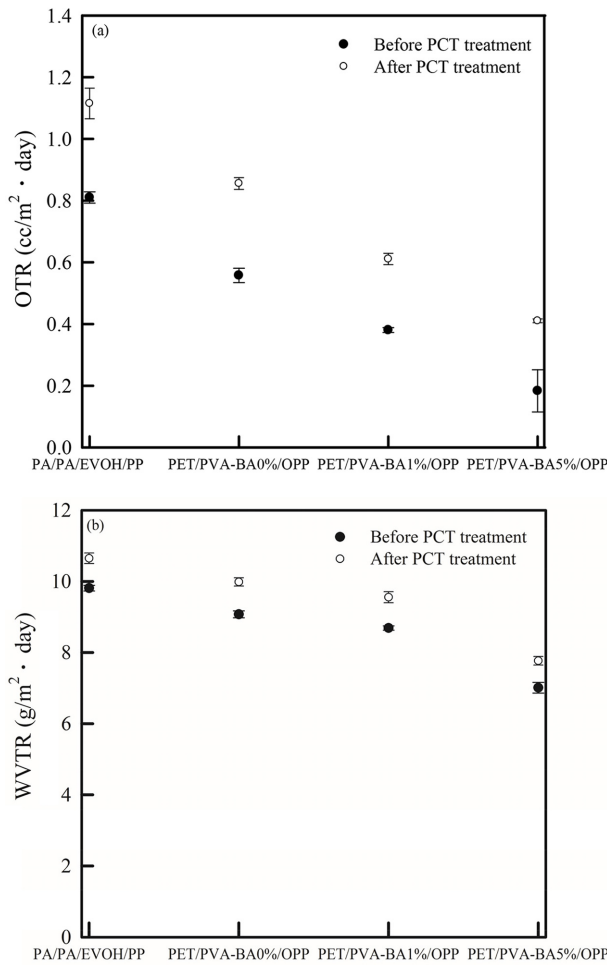 1.4
(a)
Before PCT treatment
After PCT treatment
1.2
1.0
0.8
0.6
0.4
0.2
0.0
OTR (cc/m²・day)
PA/PA/EVOH/PP PET/PVA-BA0%/OPP PET/PVA-BA1%/OPP PET/PVA-BA5%/OPP
12
(b)
Before PCT treatment
After PCT treatment
10
8
6
4
2
0
WVTR (g/m²・day)
PA/PA/EVOH/PP PET/PVA-BA0%/OPP PET/PVA-BA1%/OPP PET/PVA-BA5%/OPP